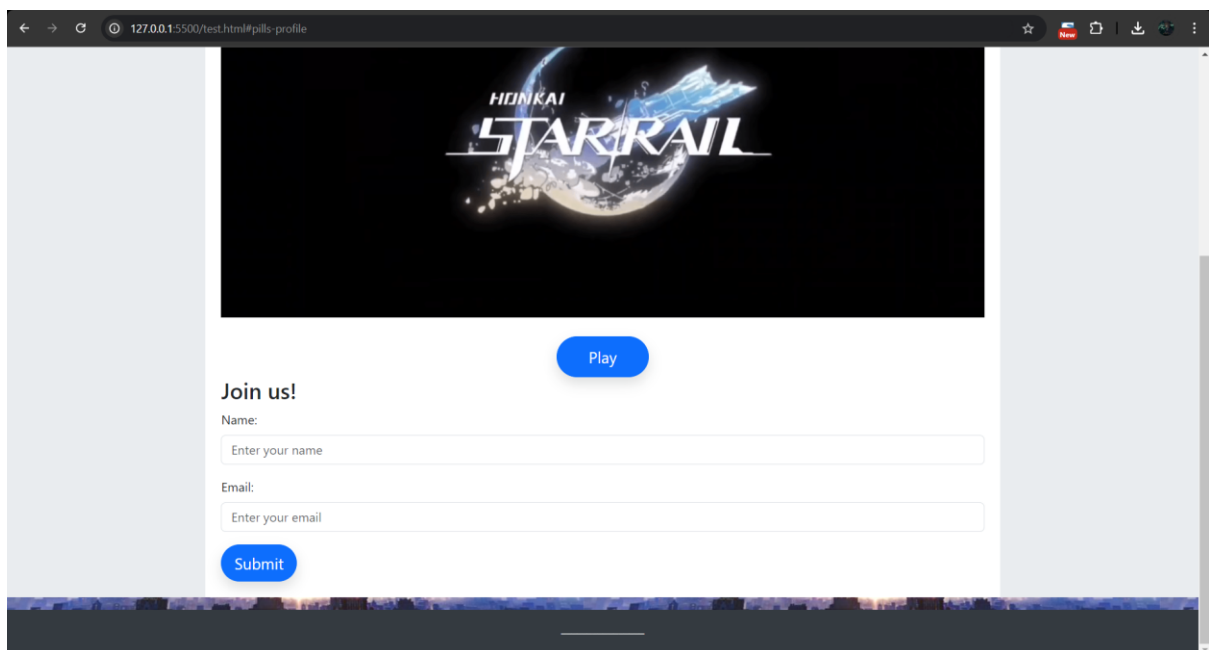 127.0.0.1:5500/test.html#pills-profile
New
HONKAI
STAR RAIL
Play
Join us!
Name:
Enter your name
Email:
Enter your email
Submit